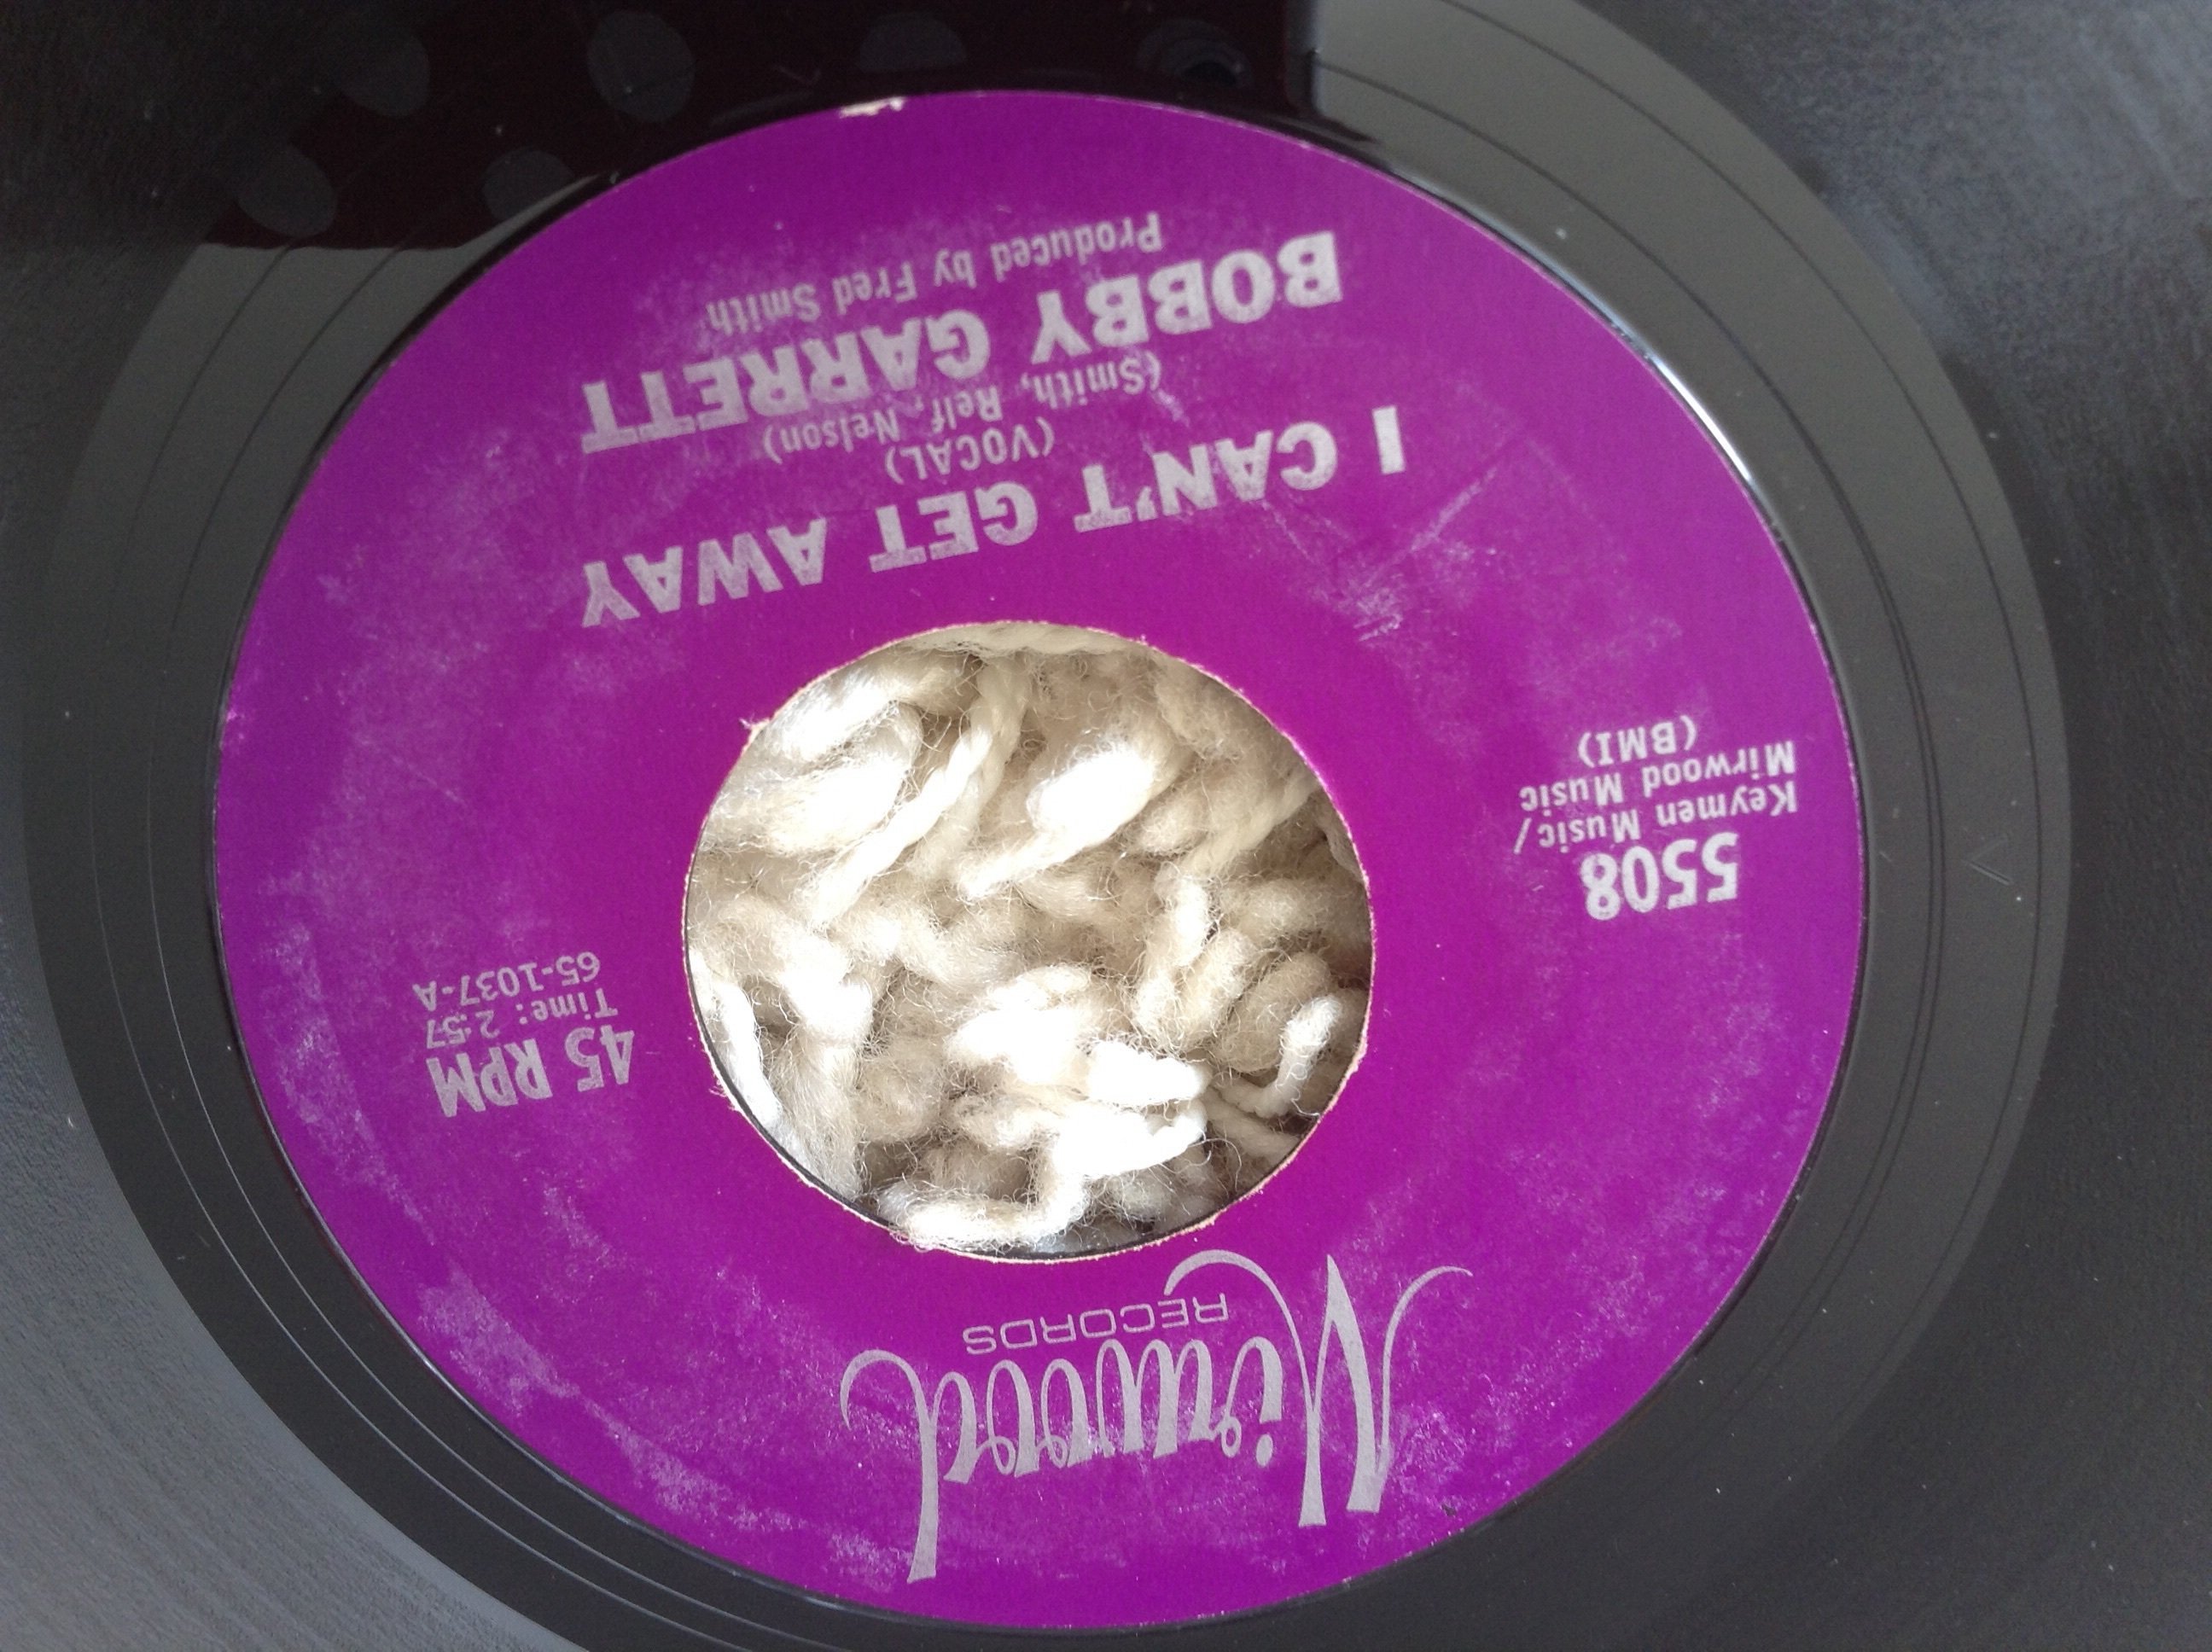 Mirwood
RECORDS
5508
Keymen Music/
Mirwood Music
(BMI)
45 RPM
Time: 2:57
65-1037-A
I CAN'T GET AWAY
(VOCAL)
(Smith, Relf, Nelson)
BOBBY GARRETT
Produced by Fred Smith